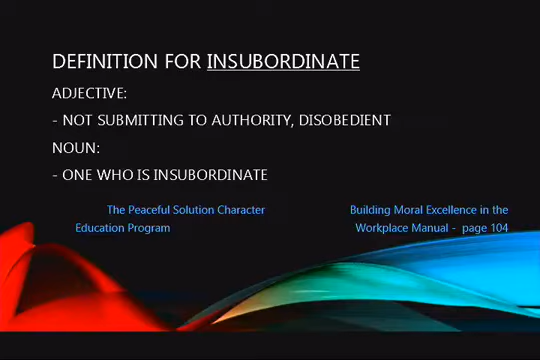 DEFINITION FOR INSUBORDINATE
ADJECTIVE:
- NOT SUBMITTING TO AUTHORITY, DISOBEDIENT
NOUN:
- ONE WHO IS INSUBORDINATE
The Peaceful Solution Character
Education Program
Building Moral Excellence in the
Workplace Manual - page 104